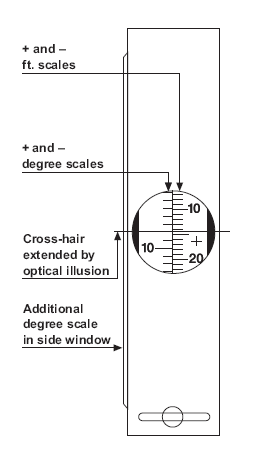 + and –
ft. scales
+ and –
degree scales
10
+
10
20
Cross-hair
extended by
optical illusion
Additional
degree scale
in side window